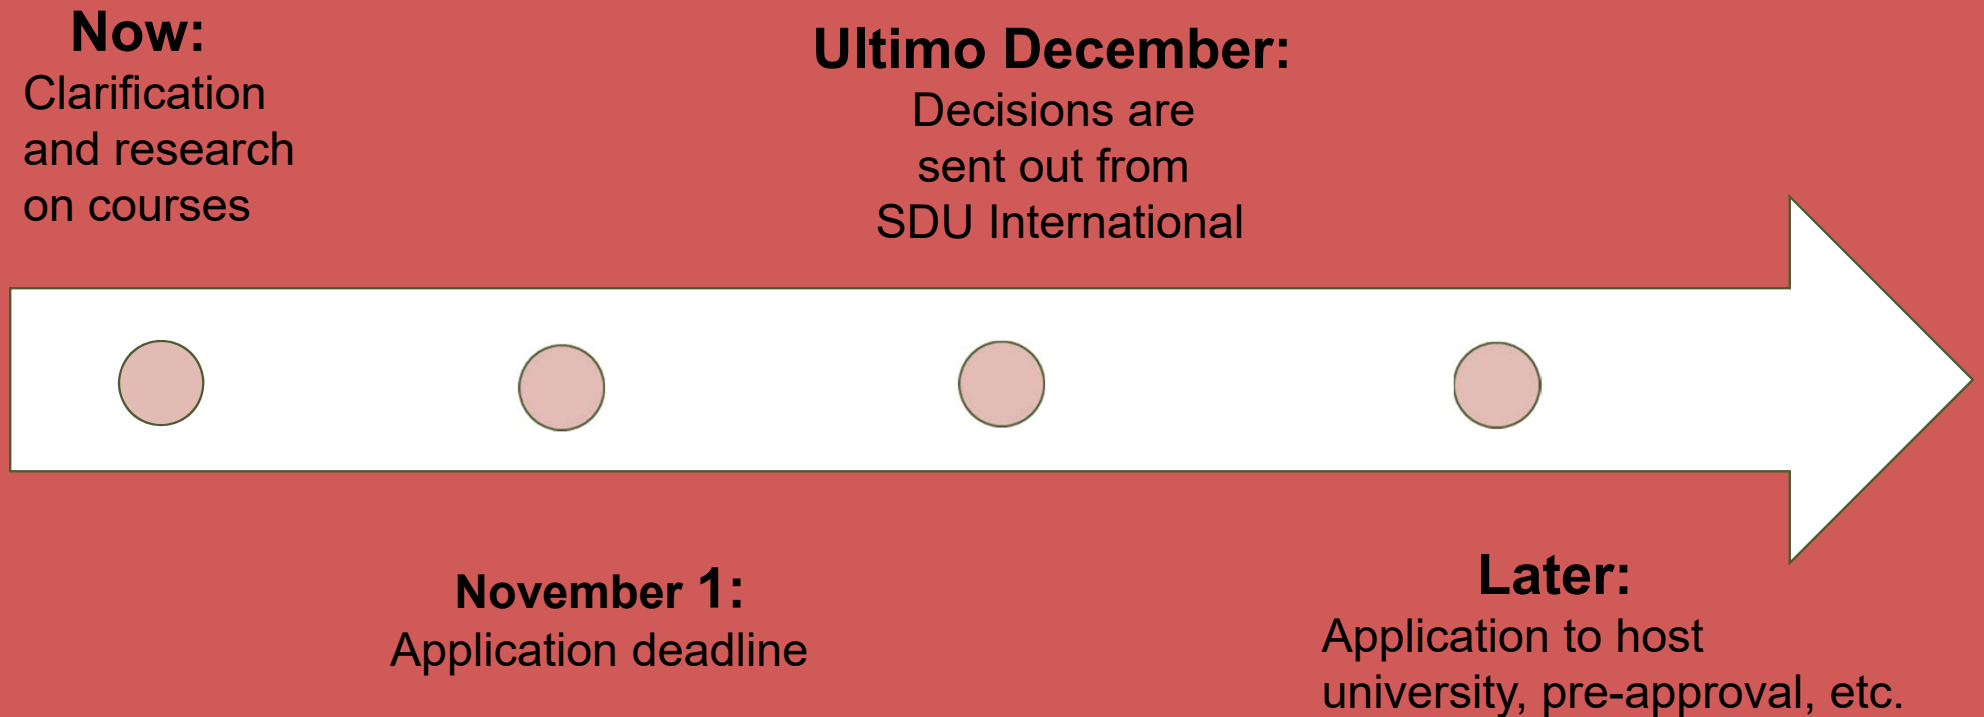 Now:
Clarification
and research
on courses
November 1:
Application deadline
Ultimo December:
Decisions are
sent out from
SDU International
Later:
Application to host
university, pre-approval, etc.